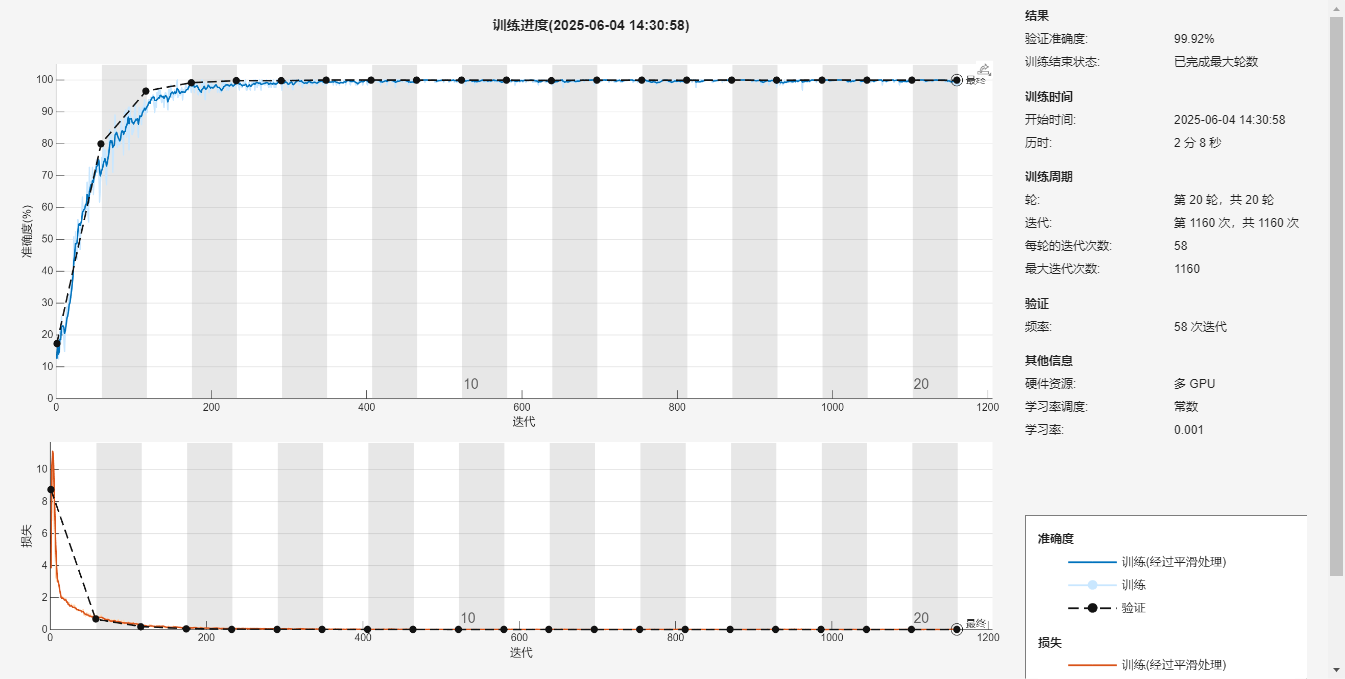 训练进度(2025-06-04 14:30:58)
100
90
80
70
60
50
40
30
20
10
0
准确度(%)
最终
10
20
0
200
400
600
800
1000
1200
迭代
10
8
6
4
2
0
损失
最终
10
20
0
200
400
600
800
1000
1200
迭代
结果
验证准确度: 99.92%
训练结束状态: 已完成最大轮数
训练时间
开始时间: 2025-06-04 14:30:58
历时: 2 分 8 秒
训练周期
轮: 第 20 轮，共 20 轮
迭代: 第 1160 次，共 1160 次
每轮的迭代次数: 58
最大迭代次数: 1160
验证
频率: 58 次迭代
其他信息
硬件资源: 多 GPU
学习率调度: 常数
学习率: 0.001
准确度
训练(经过平滑处理)
训练
验证
损失
训练(经过平滑处理)